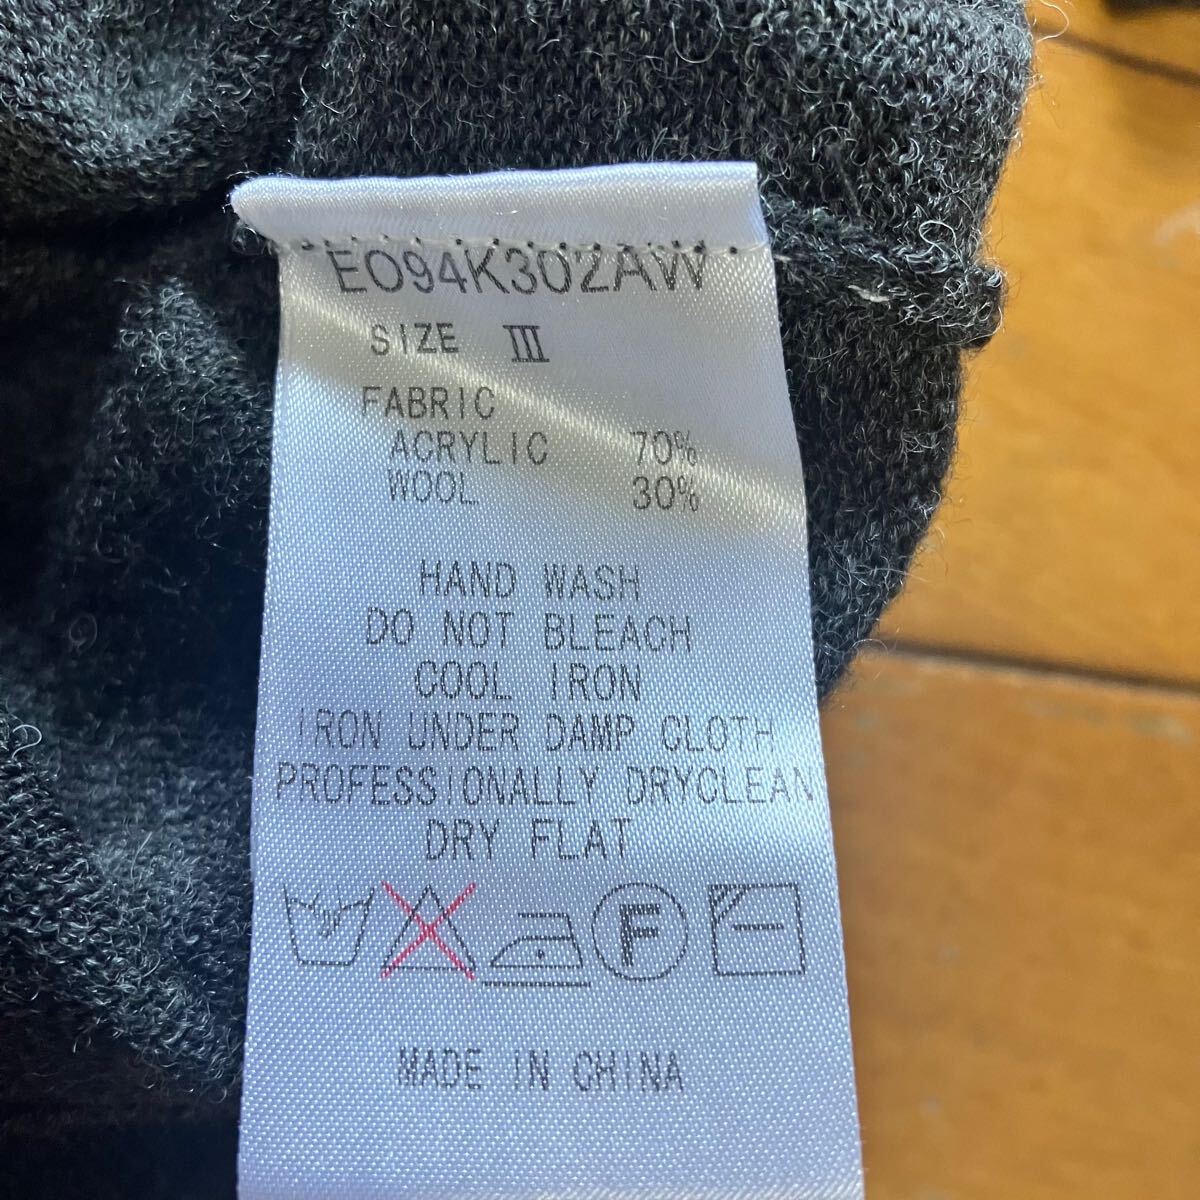 E094K302AW
SIZE III
FABRIC
ACRYLIC 70%
WOOL 30%
HAND WASH
DO NOT BLEACH
COOL IRON
IRON UNDER DAMP CLOTH
PROFESSIONALLY DRYCLEAN
DRY FLAT
F
MADE IN CHINA